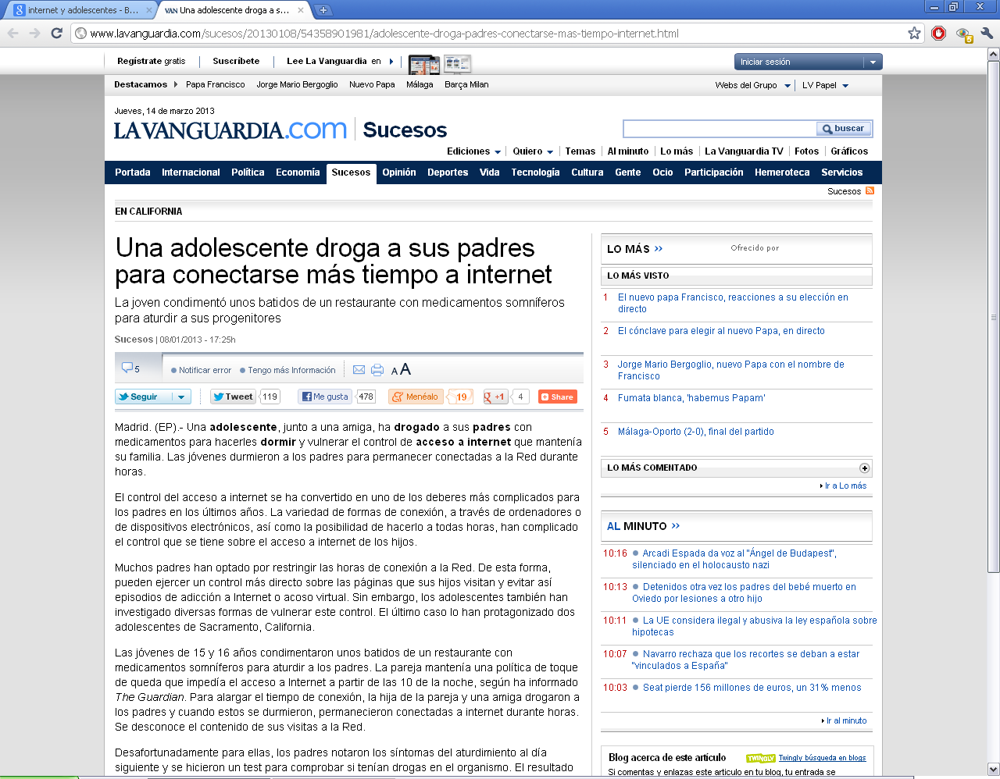 internet y adolescentes - B...
VAN Una adolescente droga a s...
www.lavanguardia.com/sucesos/20130108/54358901981/adolescente-droga-padres-conectarse-mas-tiempo-internet.html
5
Regístrate gratis
Suscríbete
Lee La Vanguardia en
Iniciar sesión
Destacamos
Papa Francisco
Jorge Mario Bergoglio
Nuevo Papa
Málaga
Barça Milan
Webs del Grupo
LV Papel
Jueves, 14 de marzo 2013
LAVANGUARDIA.com
Sucesos
buscar
Ediciones
Quiero
Temas
Al minuto
Lo más
La Vanguardia TV
Fotos
Gráficos
Portada
Internacional
Política
Economía
Sucesos
Opinión
Deportes
Vida
Tecnología
Cultura
Gente
Ocio
Participación
Hemeroteca
Servicios
Sucesos
EN CALIFORNIA
Una adolescente droga a sus padres
para conectarse más tiempo a internet
La joven condimentó unos batidos de un restaurante con medicamentos somníferos
para aturdir a sus progenitores
Sucesos | 08/01/2013 - 17:25h
5
Notificar error
Tengo más Información
A A
Seguir
Tweet
119
Me gusta
478
Menéalo
19
+1
4
Share
Madrid. (EP).- Una adolescente, junto a una amiga, ha drogado a sus padres con
medicamentos para hacerles dormir y vulnerar el control de acceso a internet que mantenía
su familia. Las jóvenes durmieron a los padres para permanecer conectadas a la Red durante
horas.
El control del acceso a internet se ha convertido en uno de los deberes más complicados para
los padres en los últimos años. La variedad de formas de conexión, a través de ordenadores o
de dispositivos electrónicos, así como la posibilidad de hacerlo a todas horas, han complicado
el control que se tiene sobre el acceso a internet de los hijos.
Muchos padres han optado por restringir las horas de conexión a la Red. De esta forma,
pueden ejercer un control más directo sobre las páginas que sus hijos visitan y evitar así
episodios de adicción a Internet o acoso virtual. Sin embargo, los adolescentes también han
investigado diversas formas de vulnerar este control. El último caso lo han protagonizado dos
adolescentes de Sacramento, California.
Las jóvenes de 15 y 16 años condimentaron unos batidos de un restaurante con
medicamentos somníferos para aturdir a los padres. La pareja mantenía una política de toque
de queda que impedía el acceso a Internet a partir de las 10 de la noche, según ha informado
The Guardian. Para alargar el tiempo de conexión, la hija de la pareja y una amiga drogaron a
los padres y cuando estos se durmieron, permanecieron conectadas a internet durante horas.
Se desconoce el contenido de sus visitas a la Red.
Desafortunadamente para ellas, los padres notaron los síntomas del aturdimiento al día
siguiente y se hicieron un test para comprobar si tenían drogas en el organismo. El resultado
LO MÁS
Ofrecido por
LO MÁS VISTO
1 El nuevo papa Francisco, reacciones a su elección en
directo
2 El cónclave para elegir al nuevo Papa, en directo
3 Jorge Mario Bergoglio, nuevo Papa con el nombre de
Francisco
4 Fumata blanca, 'habemus Papam'
5 Málaga-Oporto (2-0), final del partido
LO MÁS COMENTADO
Ir a Lo más
AL MINUTO
10:16 Arcadi Espada da voz al "Ángel de Budapest",
silenciado en el holocausto nazi
10:13 Detenidos otra vez los padres del bebé muerto en
Oviedo por lesiones a otro hijo
10:11 La UE considera ilegal y abusiva la ley española sobre
hipotecas
10:07 Navarro rechaza que los recortes se deban a estar
"vinculados a España"
10:03 Seat pierde 156 millones de euros, un 31% menos
Ir al minuto
Blog acerca de este artículo
TWINGLY
Twingly búsqueda en blogs
Si comentas y enlazas este articulo en tu blog, tu entrada se